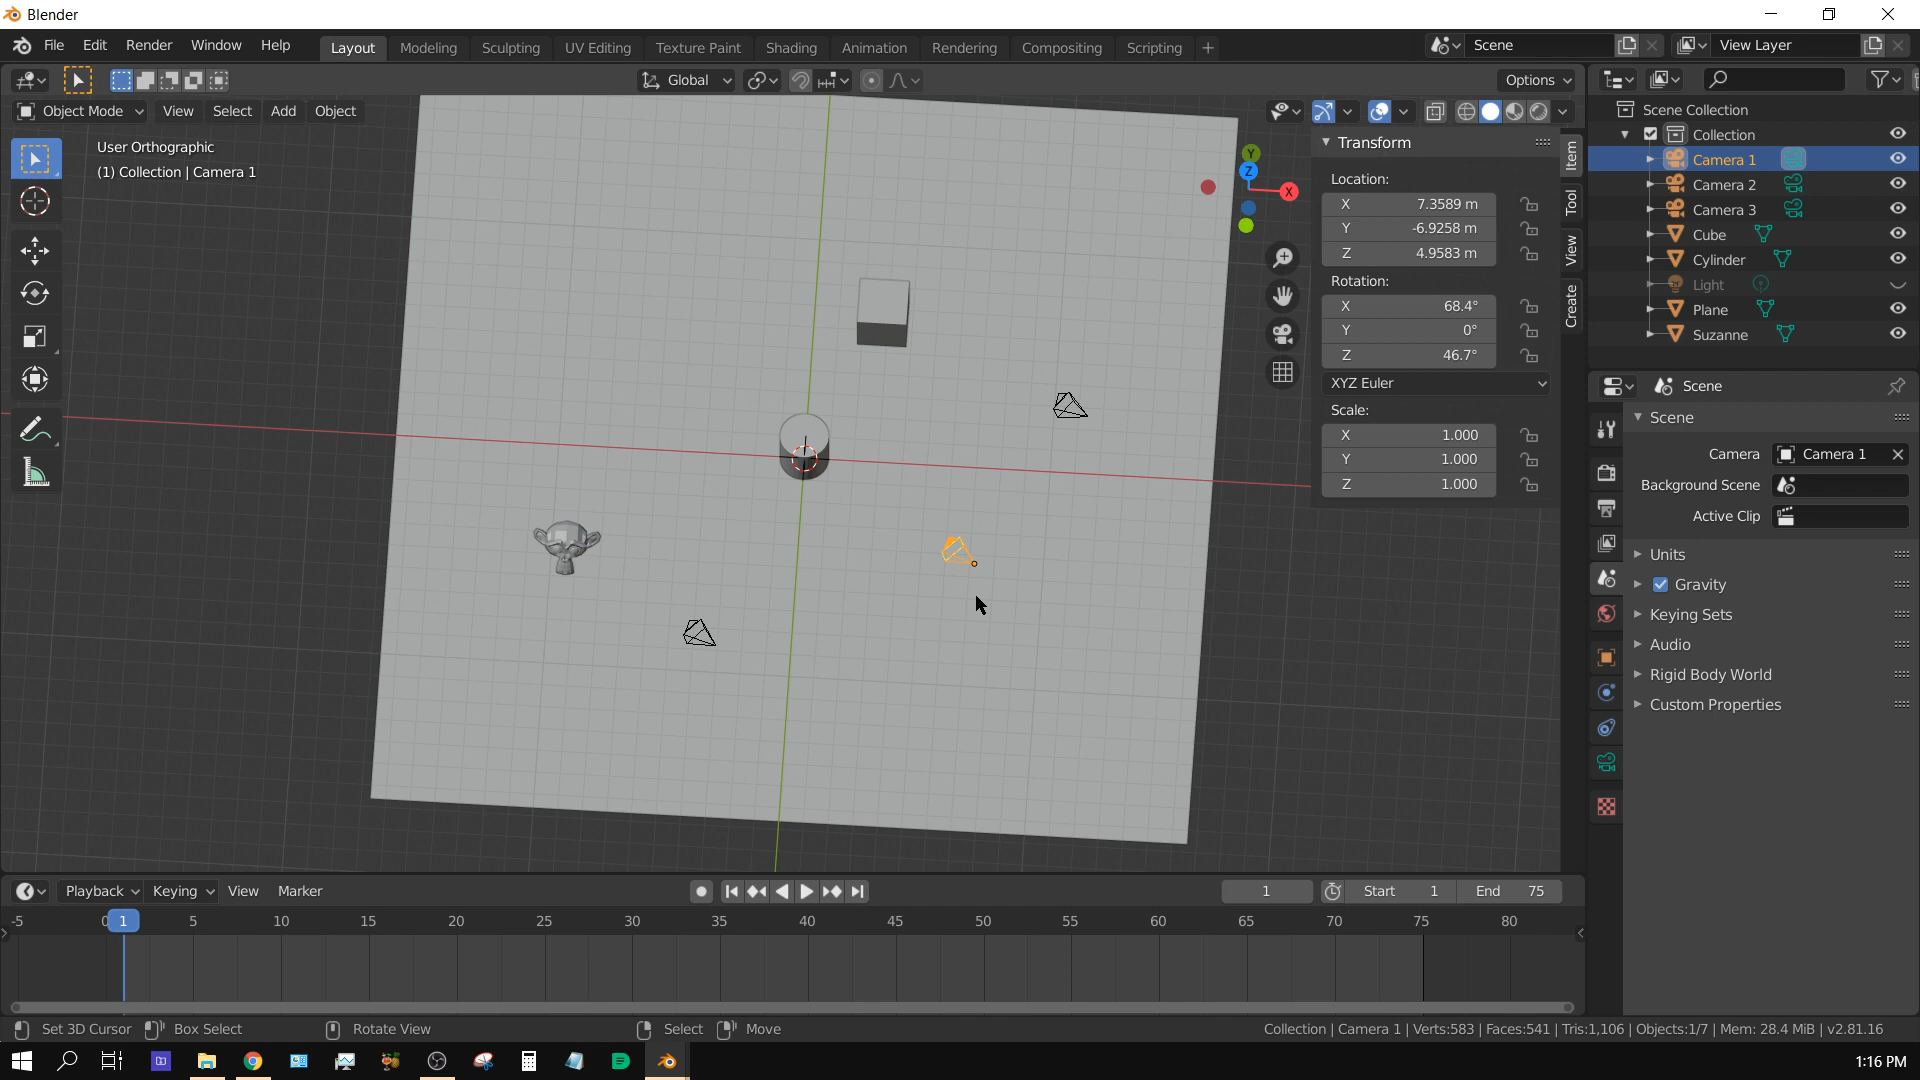 Blender
File Edit Render Window Help Layout Modeling Sculpting UV Editing Texture Paint Shading Animation Rendering Compositing Scripting + Scene View Layer
Global Options
Object Mode View Select Add Object
User Orthographic
(1) Collection | Camera 1
Y
Z
X
Transform
Location:
X 7.3589 m
Y -6.9258 m
Z 4.9583 m
Rotation:
X 68.4°
Y 0°
Z 46.7°
XYZ Euler
Scale:
X 1.000
Y 1.000
Z 1.000
Item
Tool
View
Create
Scene Collection
Collection
Camera 1
Camera 2
Camera 3
Cube
Cylinder
Light
Plane
Suzanne
Scene
Scene
Camera Camera 1
Background Scene
Active Clip
Units
Gravity
Keying Sets
Audio
Rigid Body World
Custom Properties
Playback Keying View Marker 1 Start 1 End 75
-5 0 1 5 10 15 20 25 30 35 40 45 50 55 60 65 70 75 80
Set 3D Cursor Box Select Rotate View Select Move Collection | Camera 1 | Verts:583 | Faces:541 | Tris:1,106 | Objects:1/7 | Mem: 28.4 MiB | v2.81.16
1:16 PM